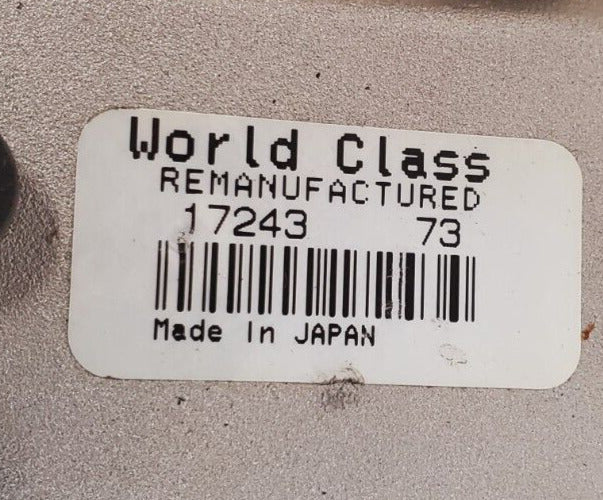 World Class
REMANUFACTURED
17243 73
Made In JAPAN